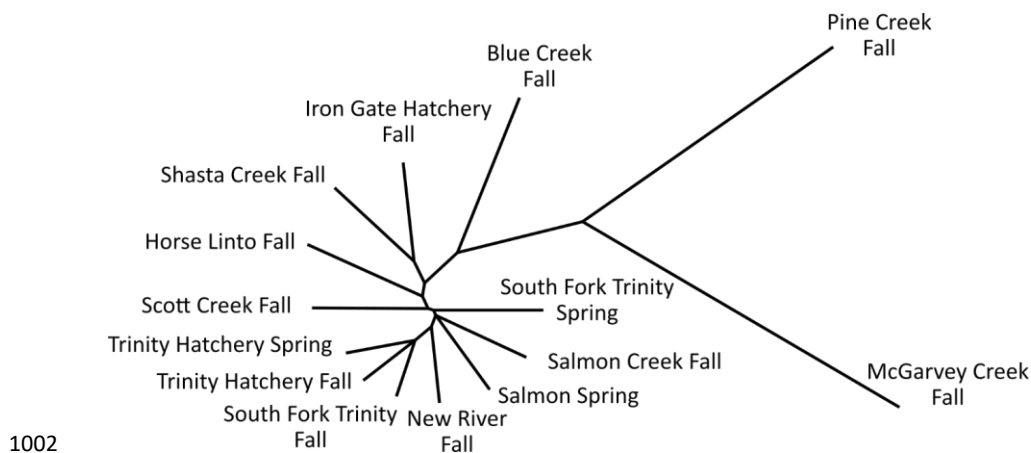 Pine Creek
Fall
Blue Creek
Fall
Iron Gate Hatchery
Fall
Shasta Creek Fall
Horse Linto Fall
South Fork Trinity
Spring
Scott Creek Fall
Trinity Hatchery Spring
Salmon Creek Fall
McGarvey Creek
Fall
Trinity Hatchery Fall
Salmon Spring
South Fork Trinity
Fall
New River
Fall
1002